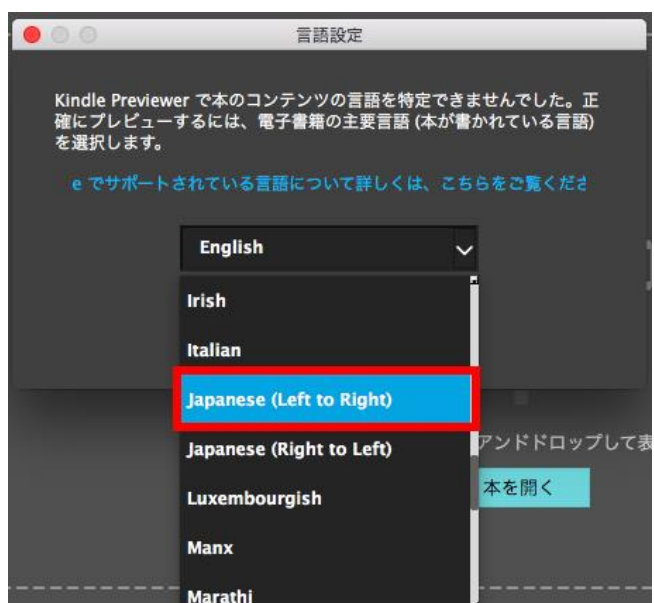 言語設定
Kindle Previewer で本のコンテンツの言語を特定できませんでした。正
確にプレビューするには、電子書籍の主要言語 (本が書かれている言語)
を選択します。
e でサポートされている言語について詳しくは、こちらをご覧くださ
English
Irish
Italian
Japanese (Left to Right)
Japanese (Right to Left)
アンドドロップして表
Luxembourgish
本を開く
Manx
Marathi